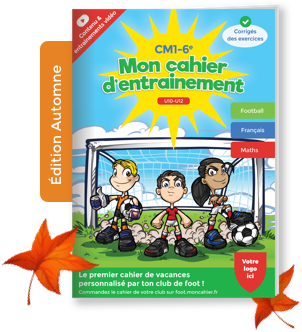 Édition Automne
Contenu &
entraînements vidéo
Corrigés
des exercices
CM1-6e
Mon cahier
d'entrainement
U10-U12
Football
Français
Maths
Votre
logo
ici
Le premier cahier de vacances
personnalisé par ton club de foot !
Commandez le cahier de votre club sur foot.moncahier.fr